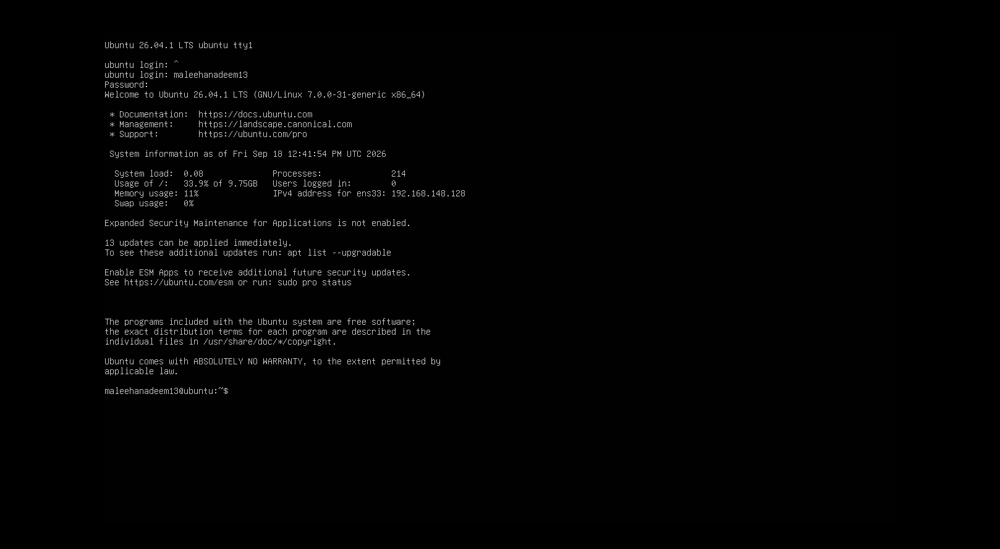 Ubuntu 26.04.1 LTS ubuntu tty1
ubuntu login: ^
ubuntu login: maleehanadeem13
Password:
Welcome to Ubuntu 26.04.1 LTS (GNU/Linux 7.0.0-31-generic x86_64)
* Documentation:  https://docs.ubuntu.com
* Management:     https://landscape.canonical.com
* Support:        https://ubuntu.com/pro
System information as of Fri Sep 18 12:41:54 PM UTC 2026
System load:  0.08              Processes:              214
Usage of /:   33.9% of 9.75GB   Users logged in:        0
Memory usage: 11%               IPv4 address for ens33: 192.168.148.128
Swap usage:   0%
Expanded Security Maintenance for Applications is not enabled.
13 updates can be applied immediately.
To see these additional updates run: apt list --upgradable
Enable ESM Apps to receive additional future security updates.
See https://ubuntu.com/esm or run: sudo pro status
The programs included with the Ubuntu system are free software;
the exact distribution terms for each program are described in the
individual files in /usr/share/doc/*/copyright.
Ubuntu comes with ABSOLUTELY NO WARRANTY, to the extent permitted by
applicable law.
maleehanadeem13@ubuntu:~$